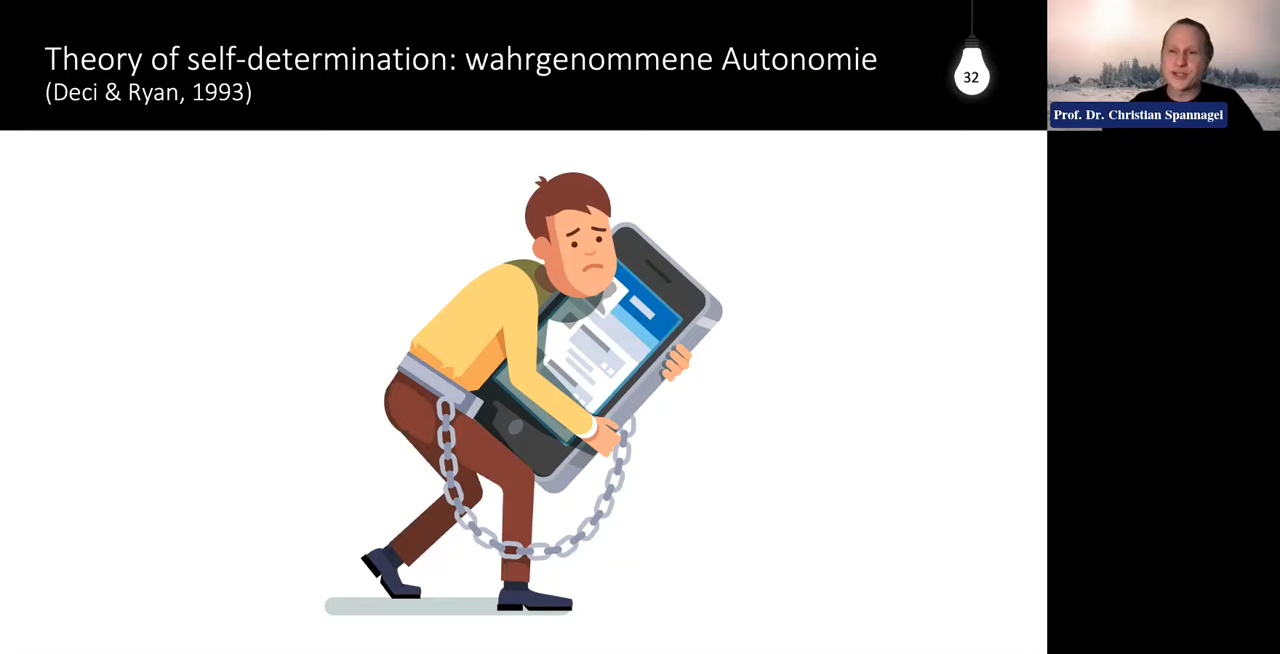 Theory of self-determination: wahrgenommene Autonomie
(Deci & Ryan, 1993)
32
Prof. Dr. Christian Spannagel